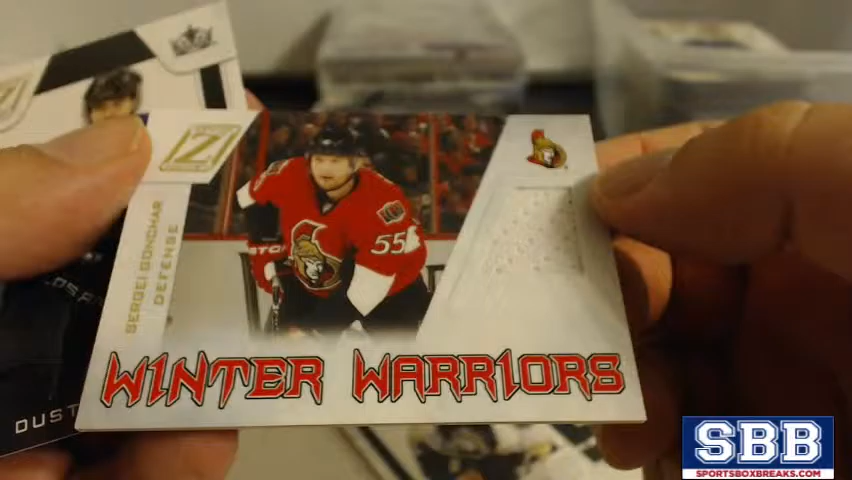 Z
SERGEI GONCHAR
DEFENSE
55
WINTER WARRIORS
DUST
SBB
SPORTSBOXBREAKS.COM